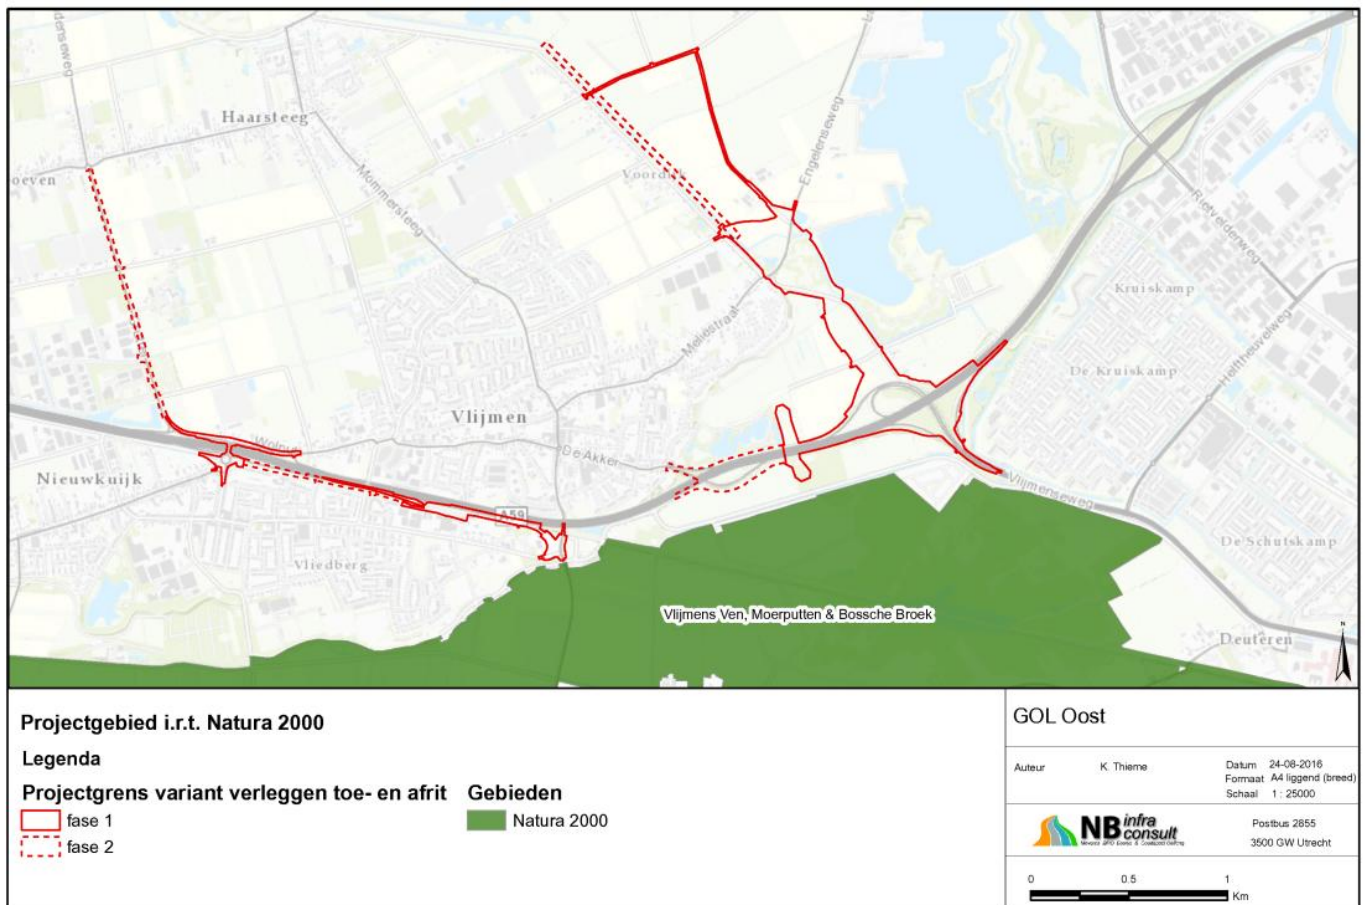 Haarsteeg
oeven
Mommersteeg
Voordijk
Engelenseweg
Rietvelderweg
Kruiskamp
De Kruiskamp
Helftheuvelweg
Meliestraat
Vlijmen
De Akker
Nieuwkuijk
A59
Vlijmenseweg
De Schutskamp
Vliedberg
Vlijmens Ven, Moerputten & Bossche Broek
Deuteren
N
Projectgebied i.r.t. Natura 2000
Legenda
Projectgrens variant verleggen toe- en afrit
fase 1
fase 2
Gebieden
Natura 2000
GOL Oost
Auteur K. Thieme
Datum 24-08-2016
Formaat A4 liggend (breed)
Schaal 1 : 25000
NB infra consult
Postbus 2855
3500 GW Utrecht
0 0.5 1
Km